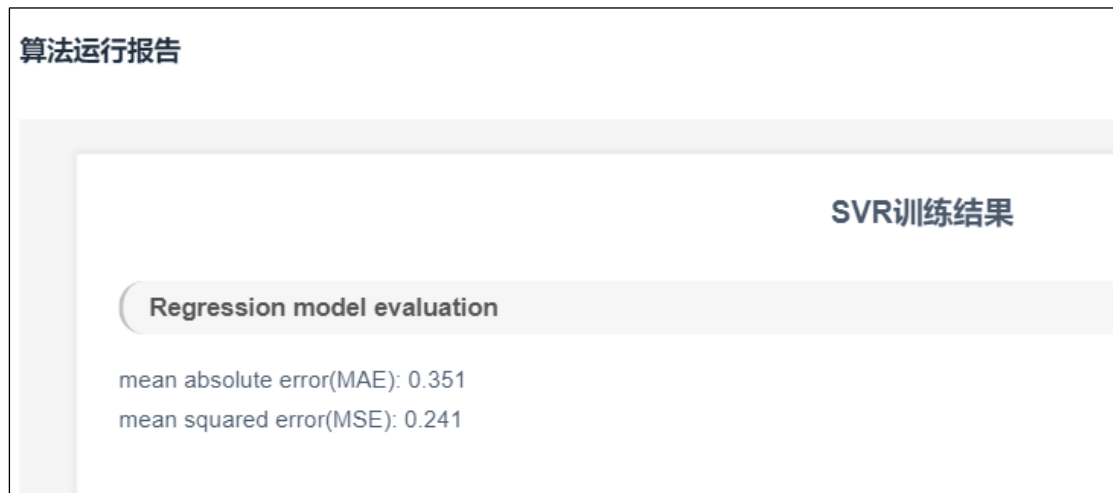 算法运行报告
SVR训练结果
Regression model evaluation
mean absolute error(MAE): 0.351
mean squared error(MSE): 0.241